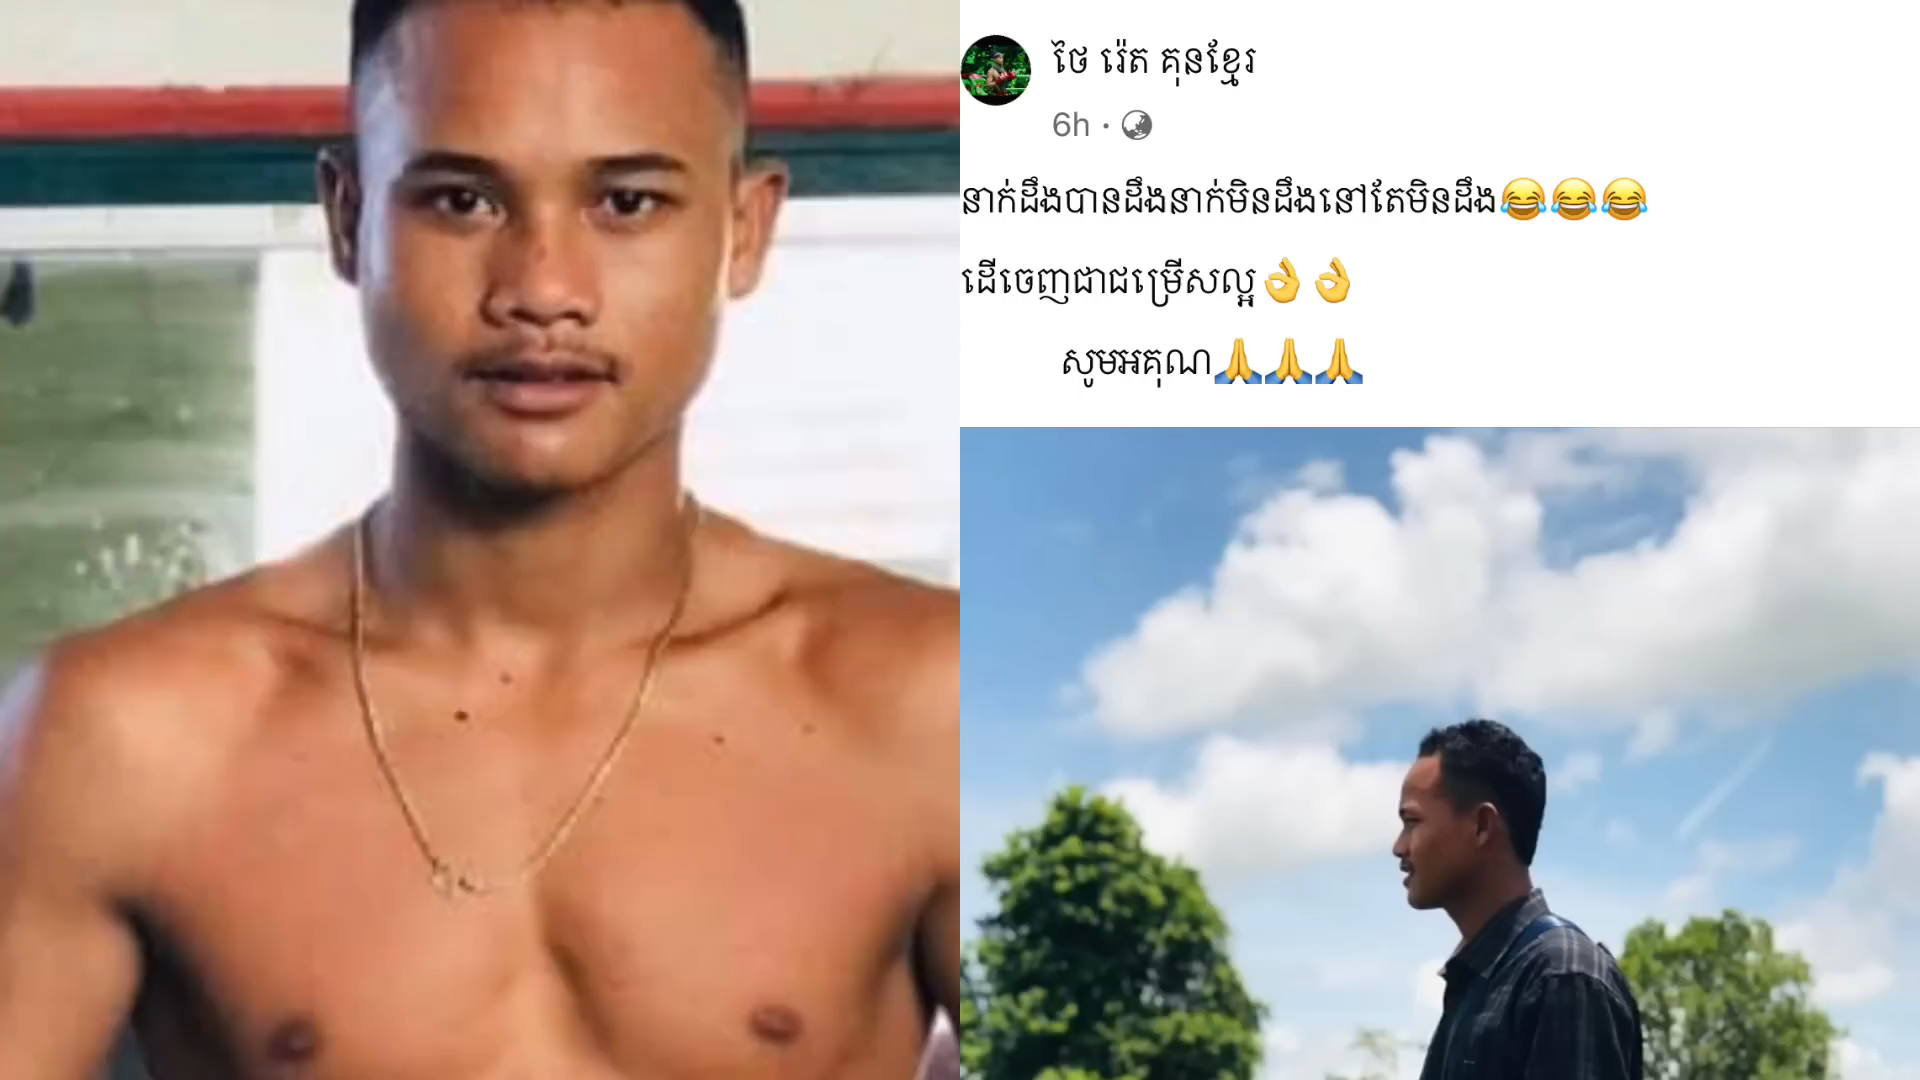 ថៃ រ៉េត គុនខ្មែរ
6h ·
នាក់ដឹងបានដឹងនាក់មិនដឹងនៅតែមិនដឹង😂😂😂
ដើចេញជាជម្រើសល្អ👌👌
សូមអគុណ🙏🙏🙏